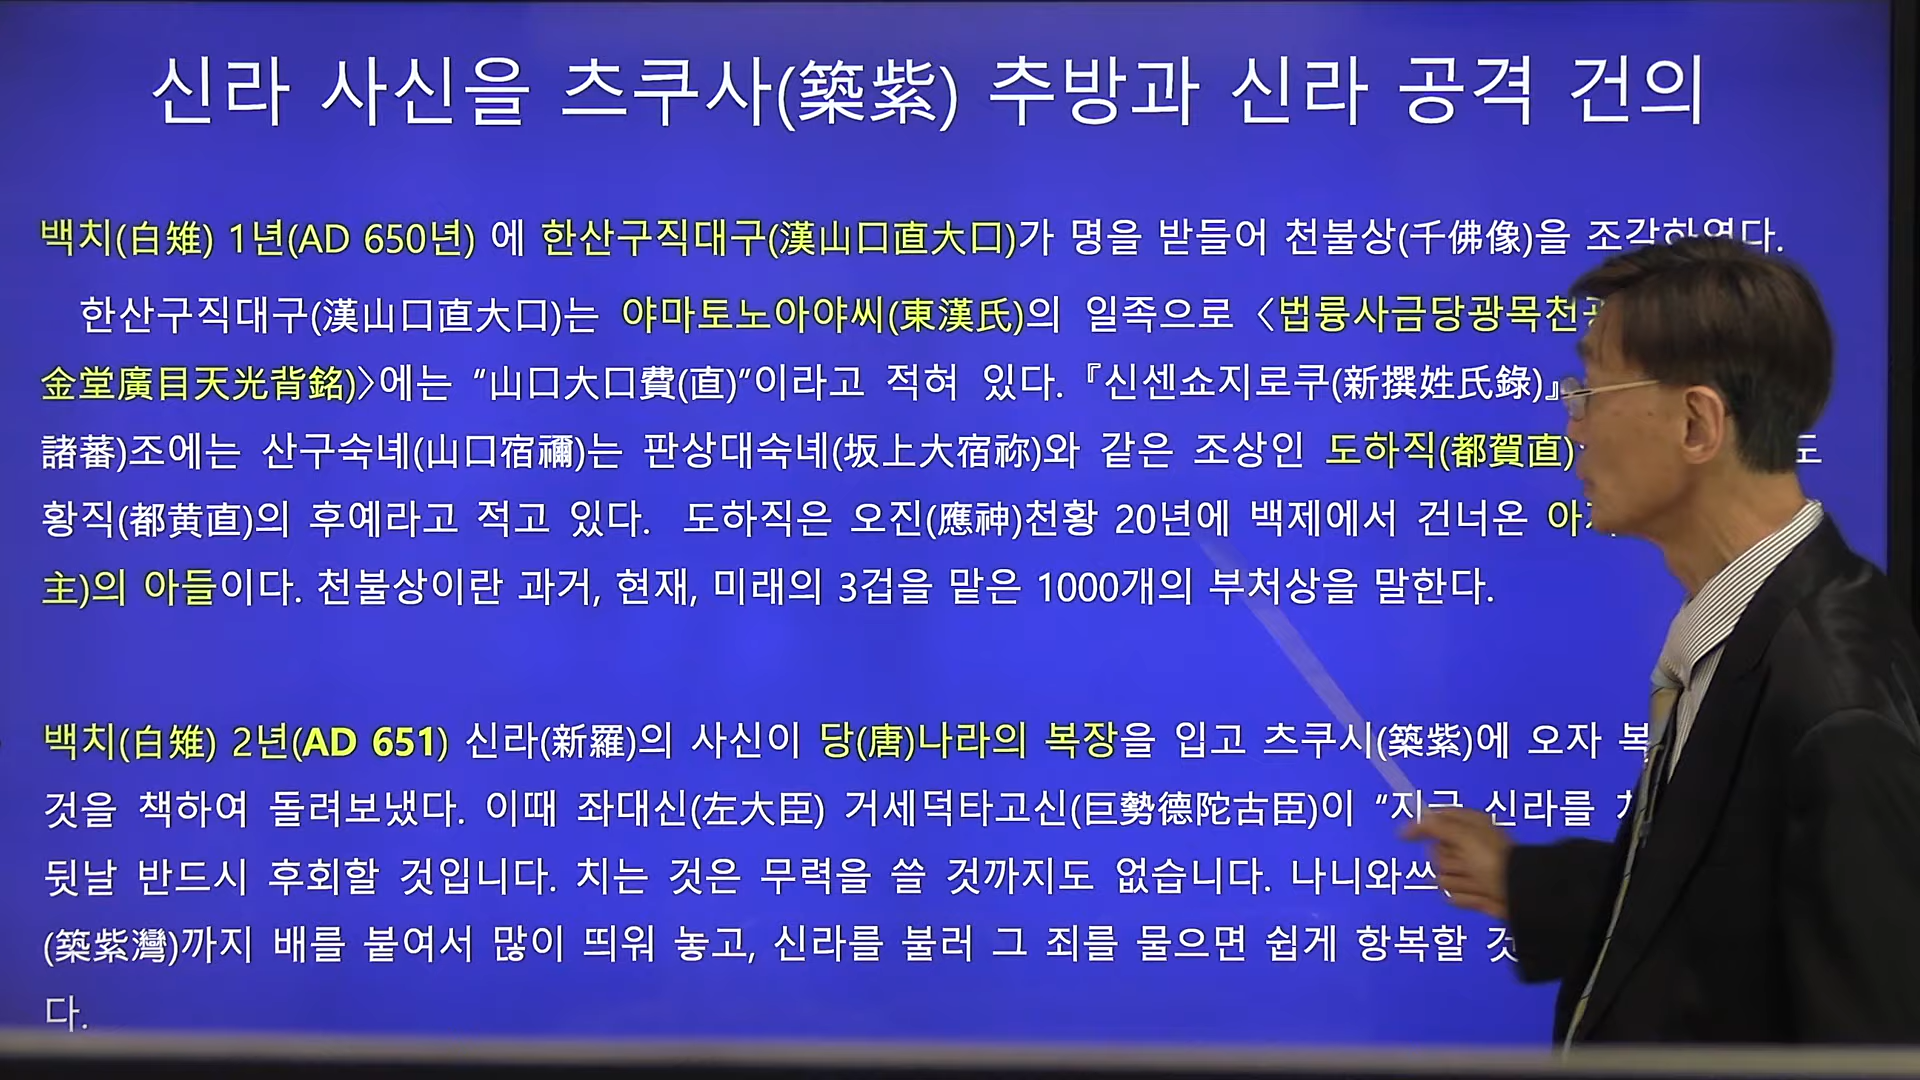 신라 사신을 츠쿠사(築紫) 추방과 신라 공격 건의
백치(白雉) 1년(AD 650년) 에 한산구직대구(漢山口直大口)가 명을 받들어 천불상(千佛像)을 조각하였다.
한산구직대구(漢山口直大口)는 야마토노아야씨(東漢氏)의 일족으로 〈법륭사금당광목천
金堂廣目天光背銘)〉에는 “山口大口費(直)”이라고 적혀 있다. 『신센쇼지로쿠(新撰姓氏錄)』
諸蕃)조에는 산구숙녜(山口宿禰)는 판상대숙녜(坂上大宿祢)와 같은 조상인 도하직(都賀直) 도
황직(都黄直)의 후예라고 적고 있다. 도하직은 오진(應神)천황 20년에 백제에서 건너온
主)의 아들이다. 천불상이란 과거, 현재, 미래의 3겁을 맡은 1000개의 부처상을 말한다.
백치(白雉) 2년(AD 651) 신라(新羅)의 사신이 당(唐)나라의 복장을 입고 츠쿠시(築紫)에 오자
것을 책하여 돌려보냈다. 이때 좌대신(左大臣) 거세덕타고신(巨勢德陀古臣)이 “지금 신라를
뒷날 반드시 후회할 것입니다. 치는 것은 무력을 쓸 것까지도 없습니다. 나니와쓰
(築紫灣)까지 배를 붙여서 많이 띄워 놓고, 신라를 불러 그 죄를 물으면 쉽게 항복할
다.